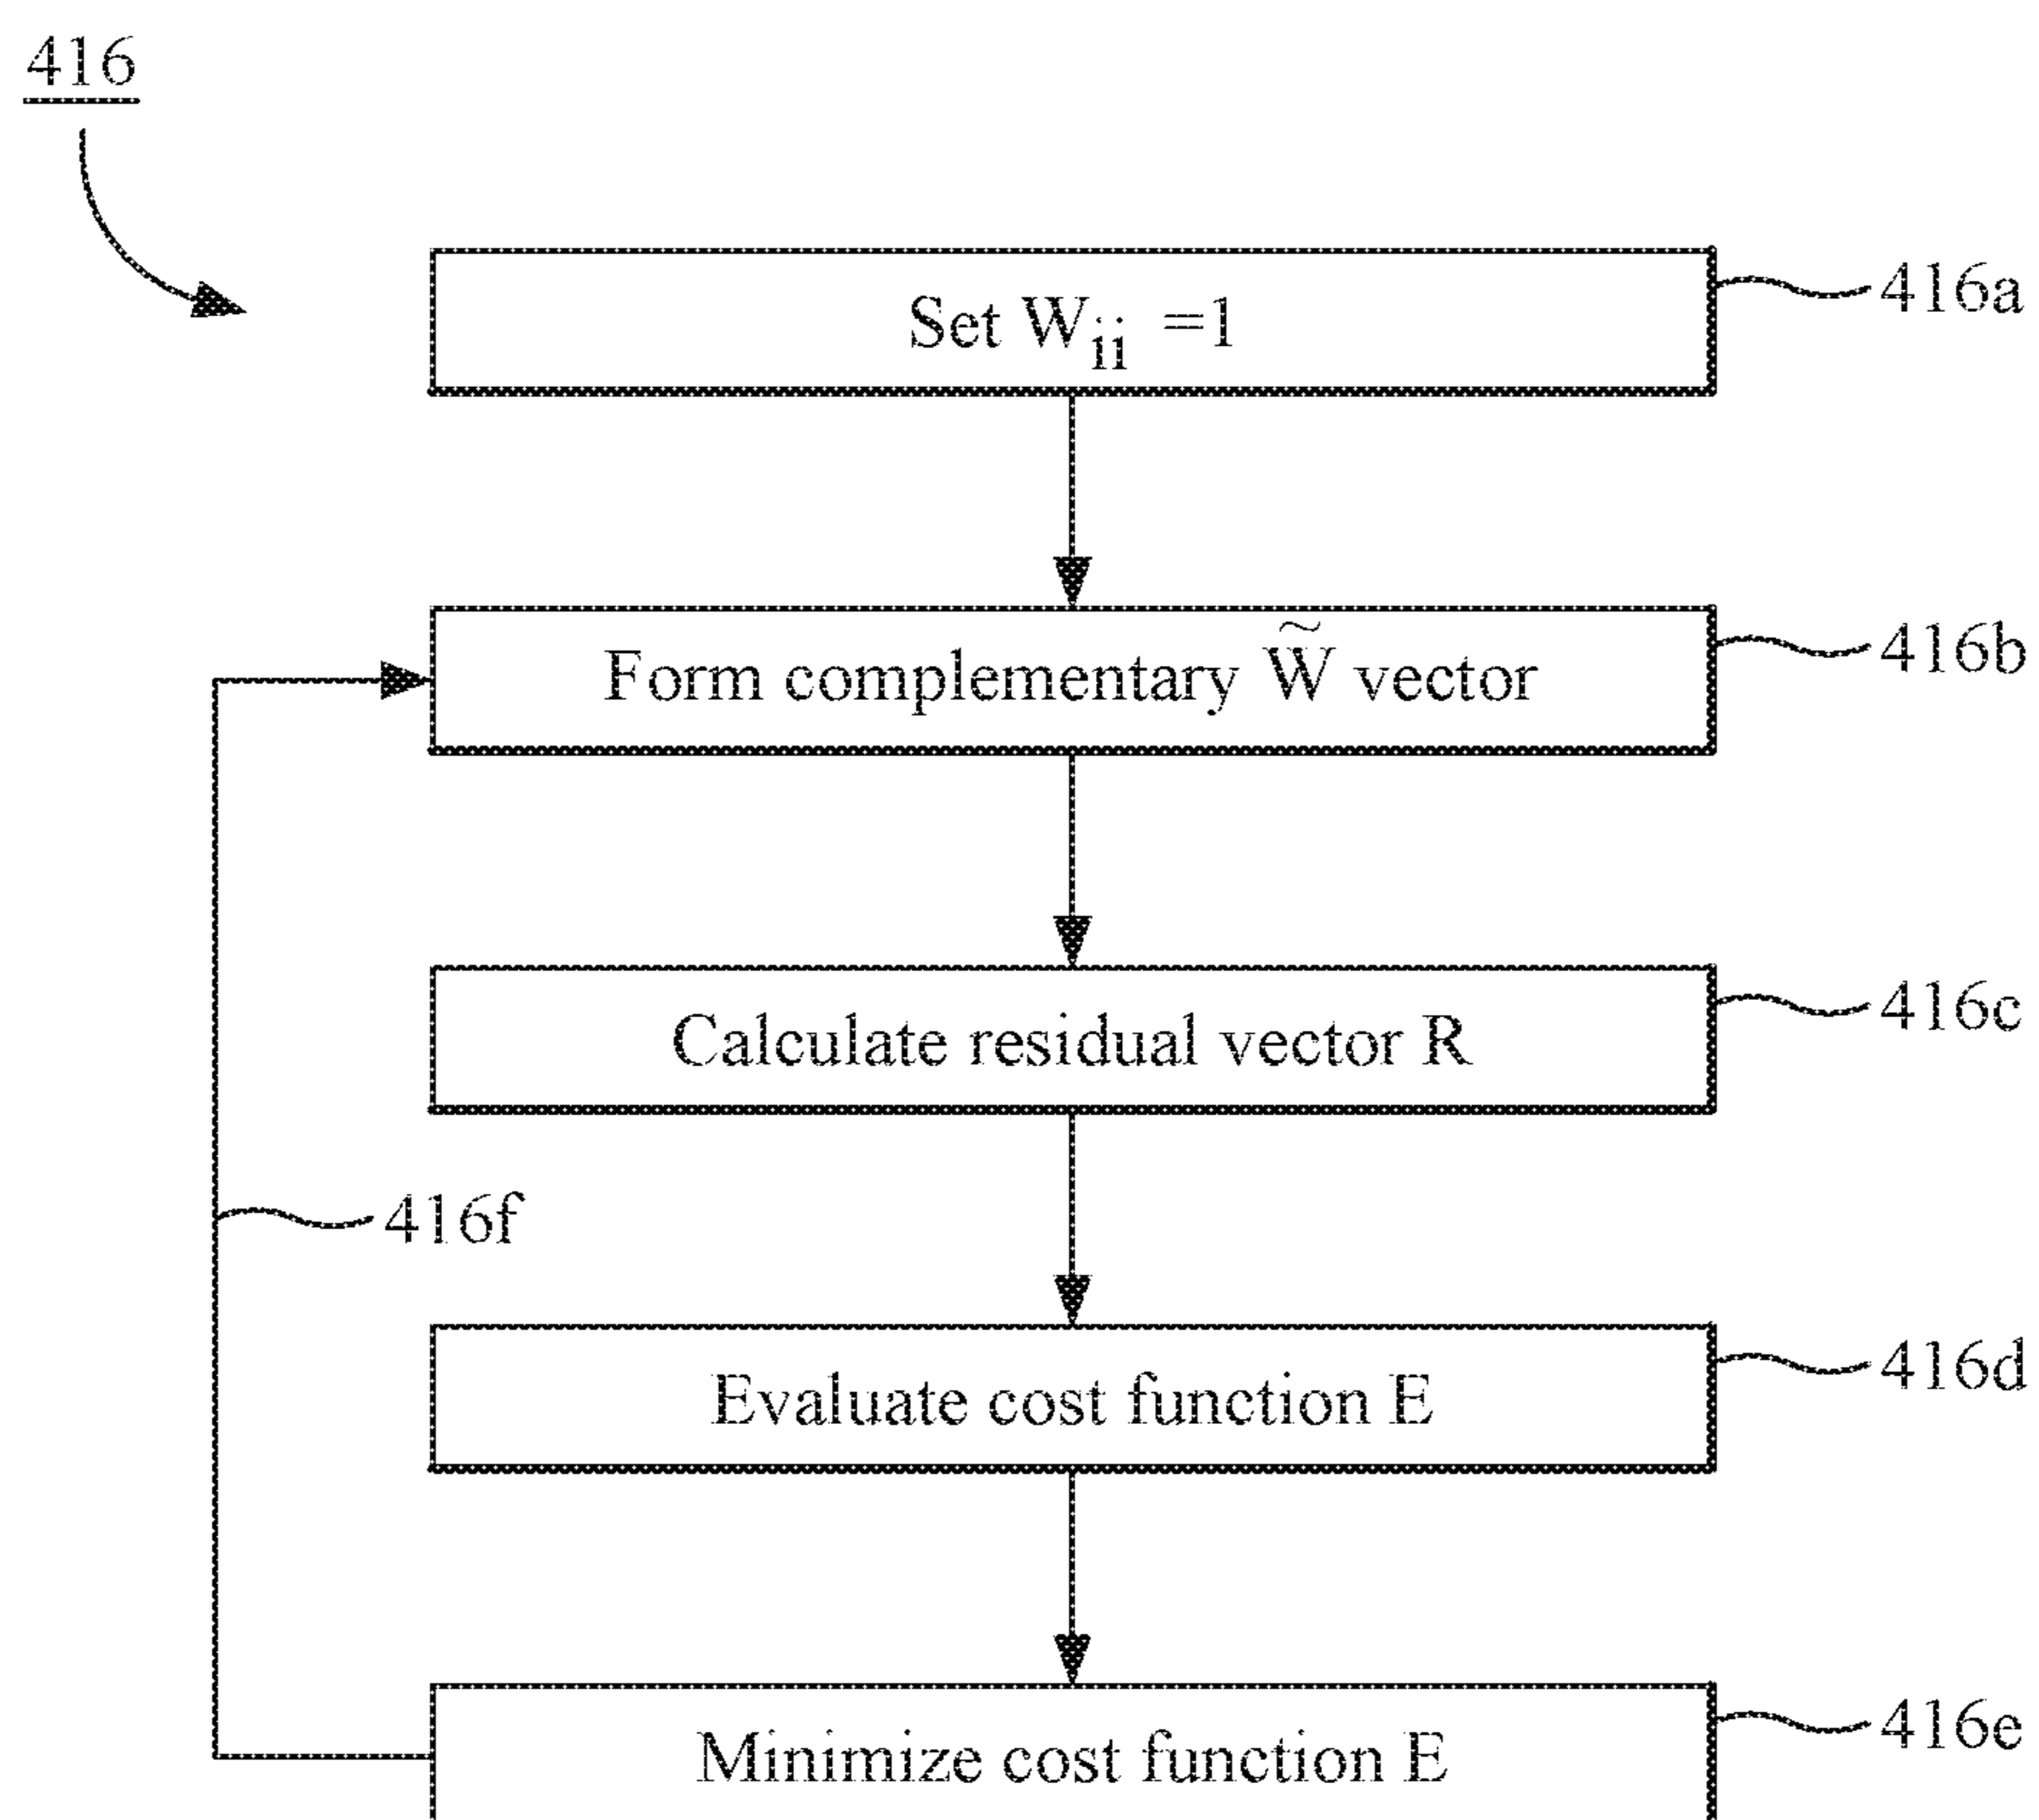 416
Set Wii =1
416a
Form complementary W̃ vector
416b
Calculate residual vector R
416c
416f
Evaluate cost function E
416d
Minimize cost function E
416e